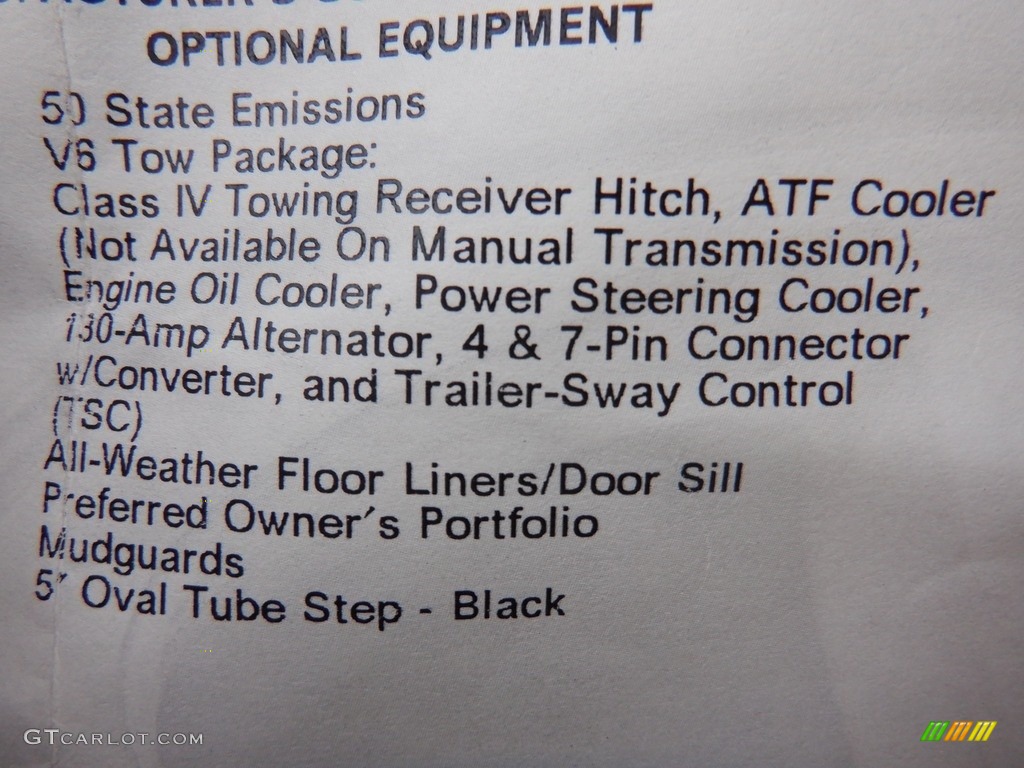 OPTIONAL EQUIPMENT
50 State Emissions
V6 Tow Package:
Class IV Towing Receiver Hitch, ATF Cooler
(Not Available On Manual Transmission),
Engine Oil Cooler, Power Steering Cooler,
130-Amp Alternator, 4 & 7-Pin Connector
w/Converter, and Trailer-Sway Control
(TSC)
All-Weather Floor Liners/Door Sill
Preferred Owner's Portfolio
Mudguards
5" Oval Tube Step - Black
GTCARLOT.COM